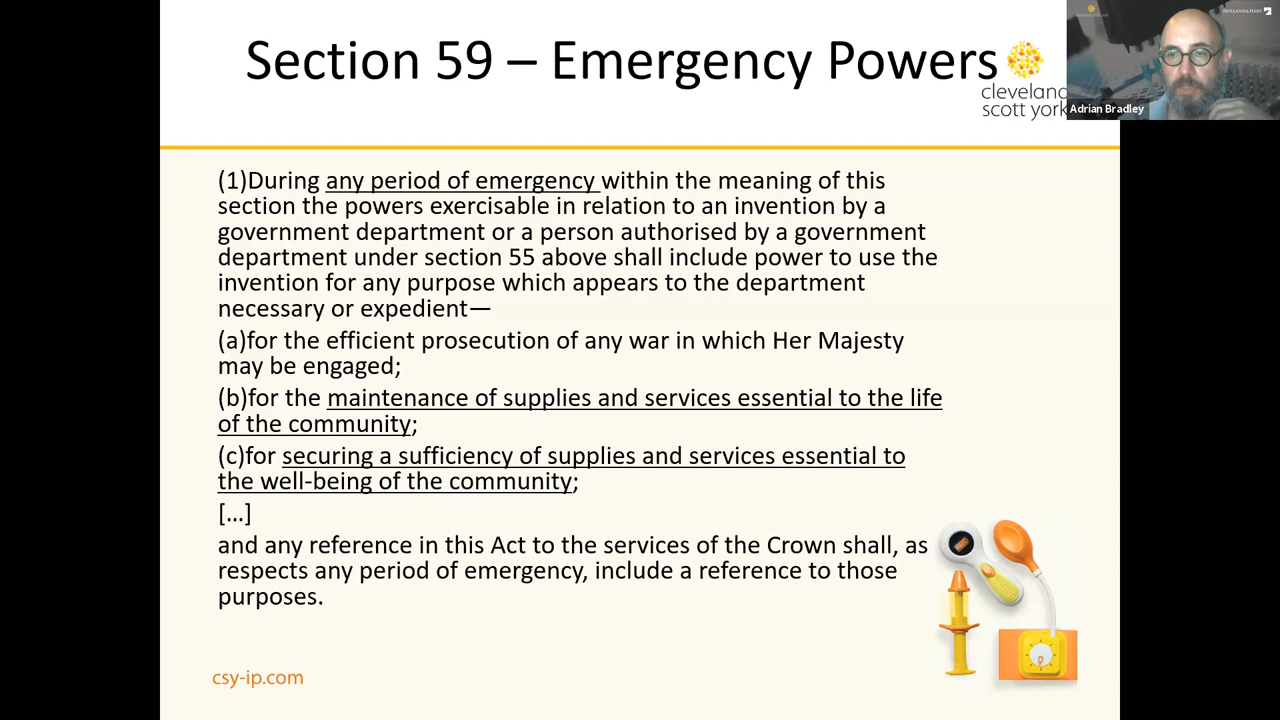 Section 59 – Emergency Powers
cleveland
scott york
HOLLAND&HART
Adrian Bradley
(1)During any period of emergency within the meaning of this
section the powers exercisable in relation to an invention by a
government department or a person authorised by a government
department under section 55 above shall include power to use the
invention for any purpose which appears to the department
necessary or expedient—
(a)for the efficient prosecution of any war in which Her Majesty
may be engaged;
(b)for the maintenance of supplies and services essential to the life
of the community;
(c)for securing a sufficiency of supplies and services essential to
the well-being of the community;
[…]
and any reference in this Act to the services of the Crown shall, as
respects any period of emergency, include a reference to those
purposes.
csy-ip.com